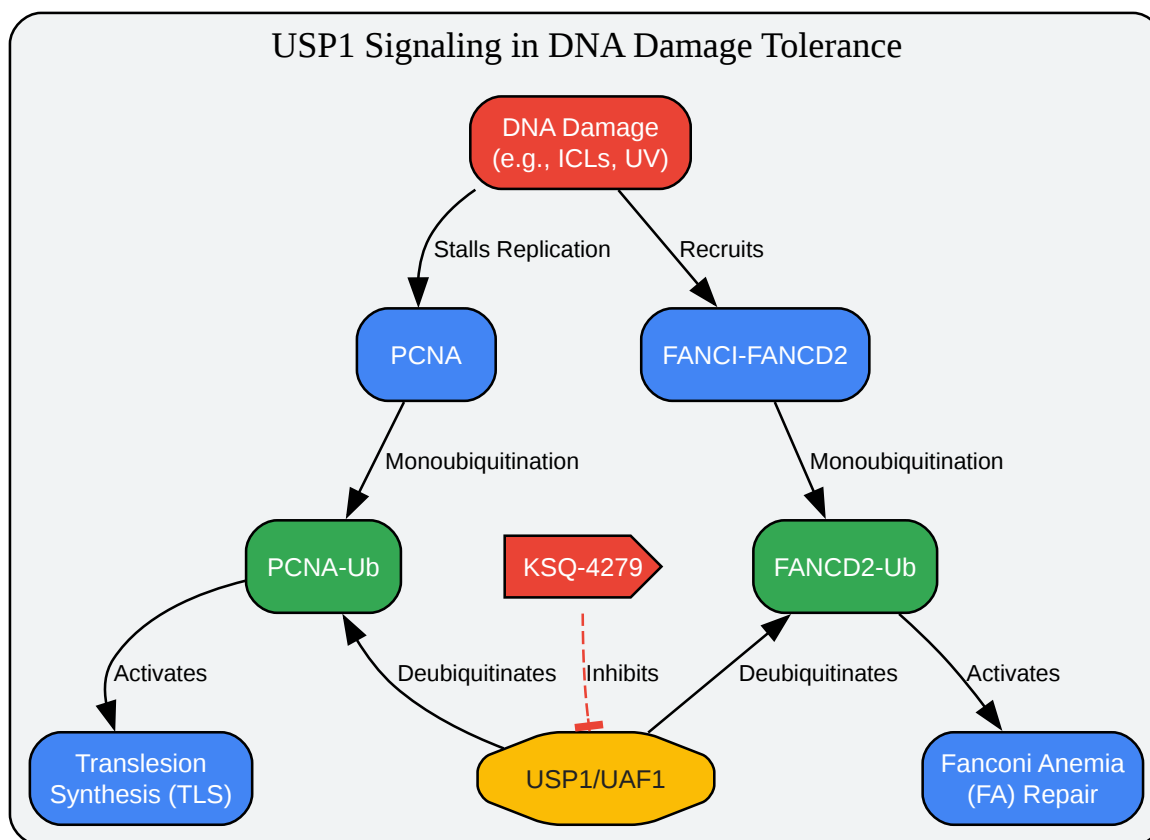 USP1 Signaling in DNA Damage Tolerance
DNA Damage
(e.g., ICLs, UV)
Stalls Replication
Recruits
PCNA
FANCI-FANCD2
Monoubiquitination
Monoubiquitination
PCNA-Ub
KSQ-4279
FANCD2-Ub
Activates
Deubiquitinates
Inhibits
Deubiquitinates
Activates
Translesion
Synthesis (TLS)
USP1/UAF1
Fanconi Anemia
(FA) Repair